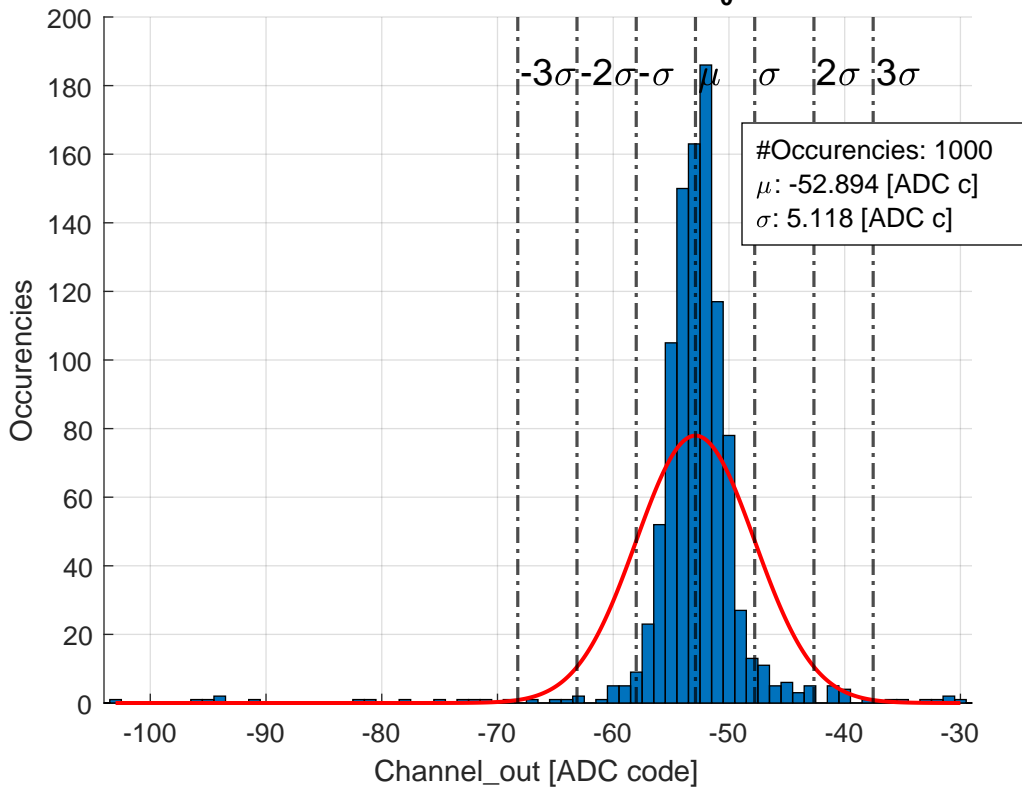 0
200
180
160
140
120
100
80
60
40
20
0
Occurencies
-3σ -2σ -σ μ σ 2σ 3σ
#Occurencies: 1000
μ: -52.894 [ADC c]
σ: 5.118 [ADC c]
-100 -90 -80 -70 -60 -50 -40 -30
Channel_out [ADC code]